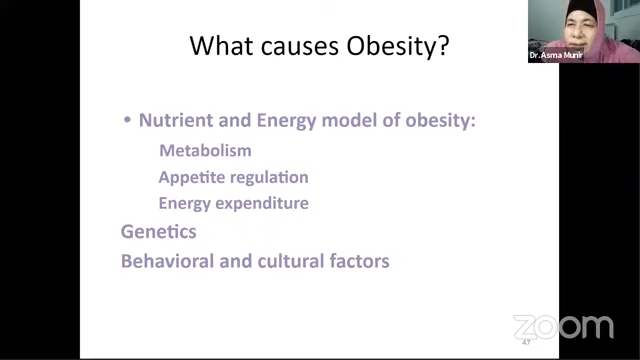 What causes Obesity?
Dr.Asma Munir
• Nutrient and Energy model of obesity:
Metabolism
Appetite regulation
Energy expenditure
Genetics
Behavioral and cultural factors
zoom
47